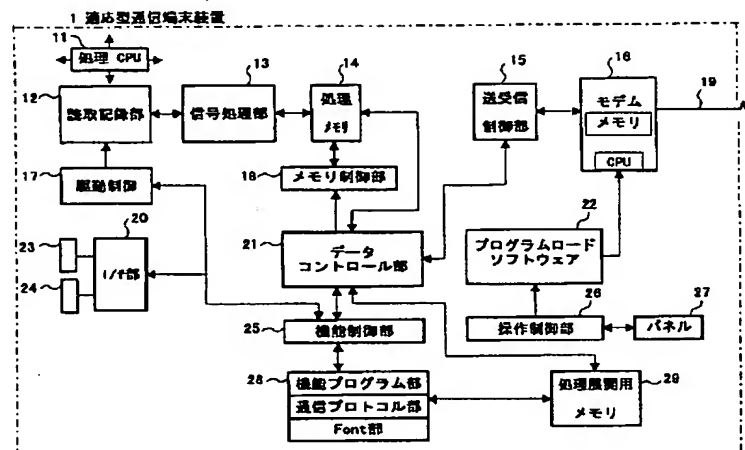 1 適応型通信端末装置
11
処理 CPU
12
読取記録部
13
信号処理部
14
処理
メモリ
15
送受信
制御部
16
モデム
メモリ
CPU
19
17
駆動制御
18
メモリ制御部
20
I/f部
23
24
21
データ
コントロール部
22
プログラムロード
ソフトウェア
25
機能制御部
26
操作制御部
27
パネル
28
機能プログラム部
通信プロトコル部
Font部
処理展開用
メモリ
29